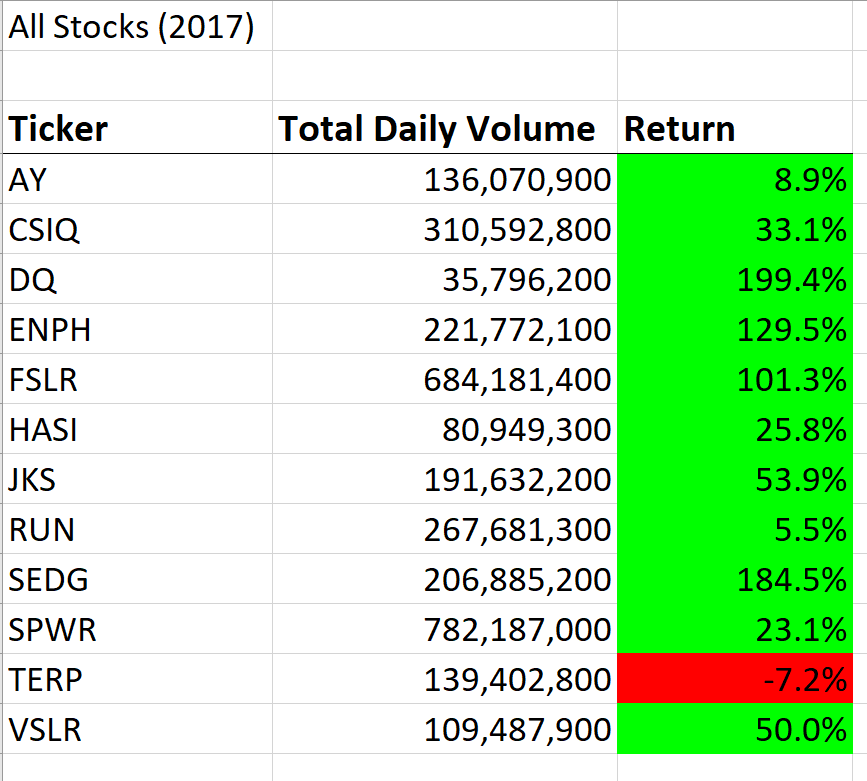 All Stocks (2017)
Ticker Total Daily Volume Return
AY 136,070,900 8.9%
CSIQ 310,592,800 33.1%
DQ 35,796,200 199.4%
ENPH 221,772,100 129.5%
FSLR 684,181,400 101.3%
HASI 80,949,300 25.8%
JKS 191,632,200 53.9%
RUN 267,681,300 5.5%
SEDG 206,885,200 184.5%
SPWR 782,187,000 23.1%
TERP 139,402,800 -7.2%
VSLR 109,487,900 50.0%